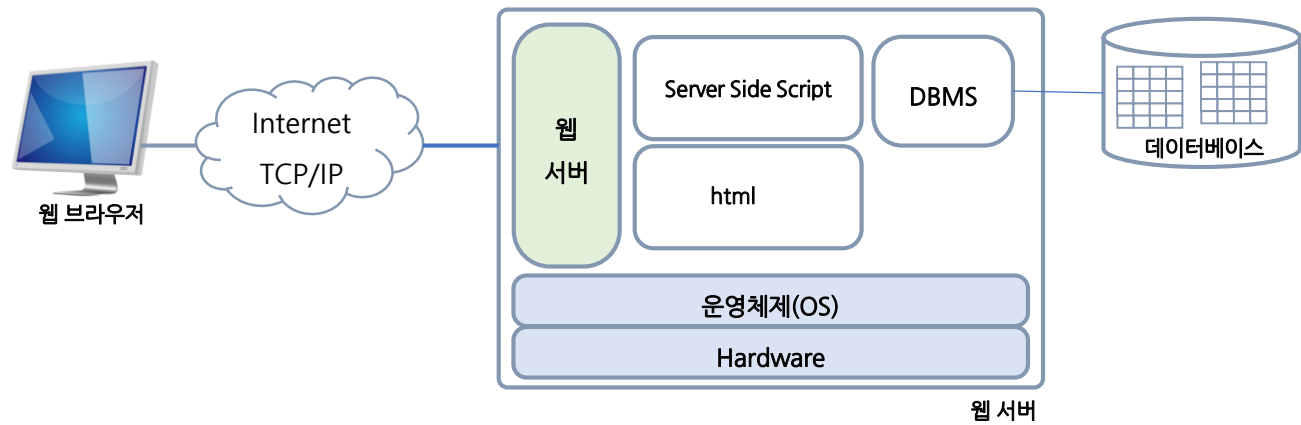 웹 브라우저
Internet
TCP/IP
웹
서버
Server Side Script
html
DBMS
운영체제(OS)
Hardware
웹 서버
데이터베이스